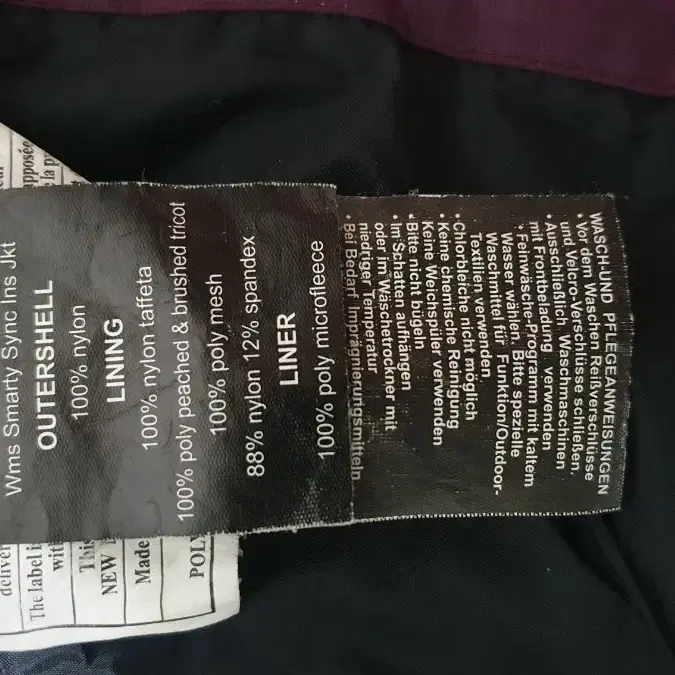 Wms Smarty Sync Ins Jkt
OUTERSHELL
100% nylon
LINING
100% nylon taffeta
100% poly peached & brushed tricot
100% poly mesh
88% nylon 12% spandex
LINER
100% poly microfleece
WASCH-UND PFLEGEANWEISUNGEN
• Vor dem Waschen Reißverschlüsse
und Velcro-Verschlüsse schließen.
• Ausschließlich Waschmaschinen
mit Frontbeladung verwenden
• Feinwäsche-Programm mit kaltem
Wasser wählen. Bitte spezielle
Waschmittel für Funktion/Outdoor-
Textilien verwenden
• Chlorbleiche nicht möglich
• Keine chemische Reinigung
Keine Weichspüler verwenden
• Bitte nicht bügeln
• Im Schatten aufhängen
oder im Wäschetrockner mit
niedriger Temperatur
• Bei Bedarf Imprägnierungsmitteln
deliver
The label i
wit
Thi
NEW
Made
POLY